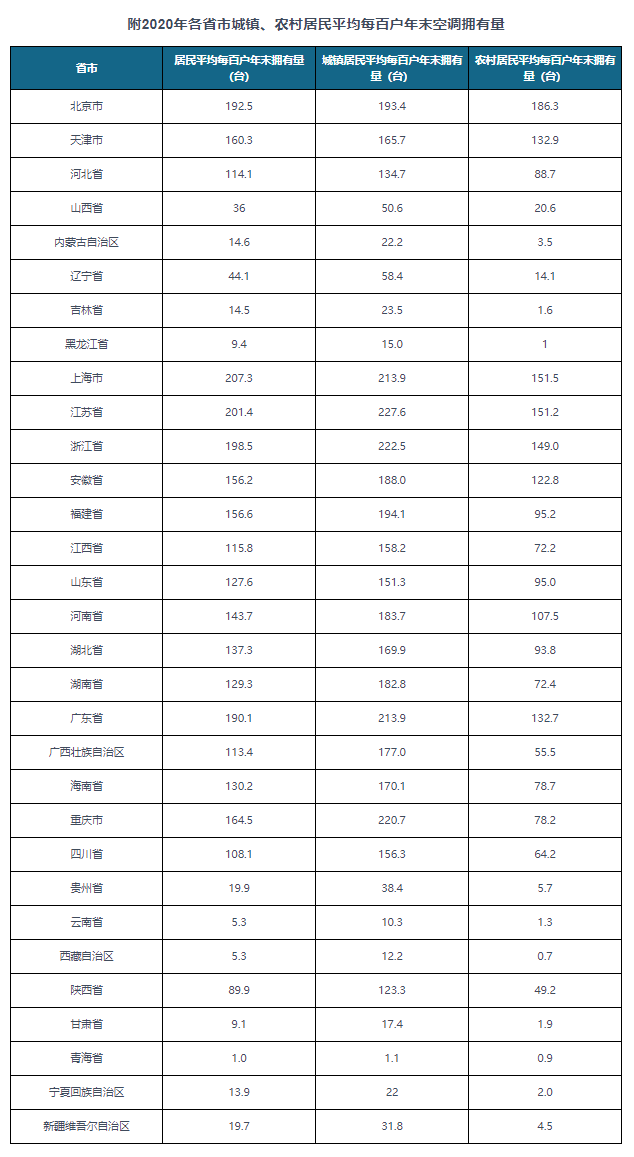 附2020年各省市城镇、农村居民平均每百户年末空调拥有量
省市 居民平均每百户年末拥有量（台） 城镇居民平均每百户年末拥有量（台） 农村居民平均每百户年末拥有量（台）
北京市 192.5 193.4 186.3
天津市 160.3 165.7 132.9
河北省 114.1 134.7 88.7
山西省 36 50.6 20.6
内蒙古自治区 14.6 22.2 3.5
辽宁省 44.1 58.4 14.1
吉林省 14.5 23.5 1.6
黑龙江省 9.4 15.0 1
上海市 207.3 213.9 151.5
江苏省 201.4 227.6 151.2
浙江省 198.5 222.5 149.0
安徽省 156.2 188.0 122.8
福建省 156.6 194.1 95.2
江西省 115.8 158.2 72.2
山东省 127.6 151.3 95.0
河南省 143.7 183.7 107.5
湖北省 137.3 169.9 93.8
湖南省 129.3 182.8 72.4
广东省 190.1 213.9 132.7
广西壮族自治区 113.4 177.0 55.5
海南省 130.2 170.1 78.7
重庆市 164.5 220.7 78.2
四川省 108.1 156.3 64.2
贵州省 19.9 38.4 5.7
云南省 5.3 10.3 1.3
西藏自治区 5.3 12.2 0.7
陕西省 89.9 123.3 49.2
甘肃省 9.1 17.4 1.9
青海省 1.0 1.1 0.9
宁夏回族自治区 13.9 22 2.0
新疆维吾尔自治区 19.7 31.8 4.5